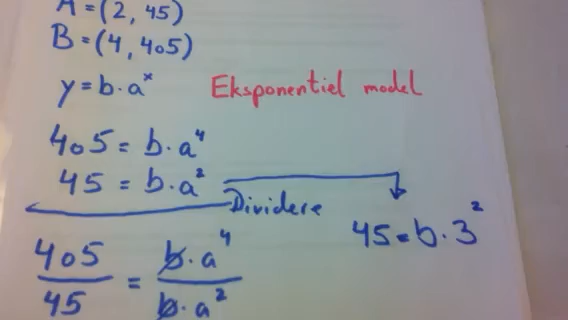 A = (2, 45)
B = (4, 405)
y = b · a^x Eksponentiel model
405 = b · a^4
45 = b · a^2
Dividere
45 = b · 3^2
405/45 = b · a^4 / b · a^2